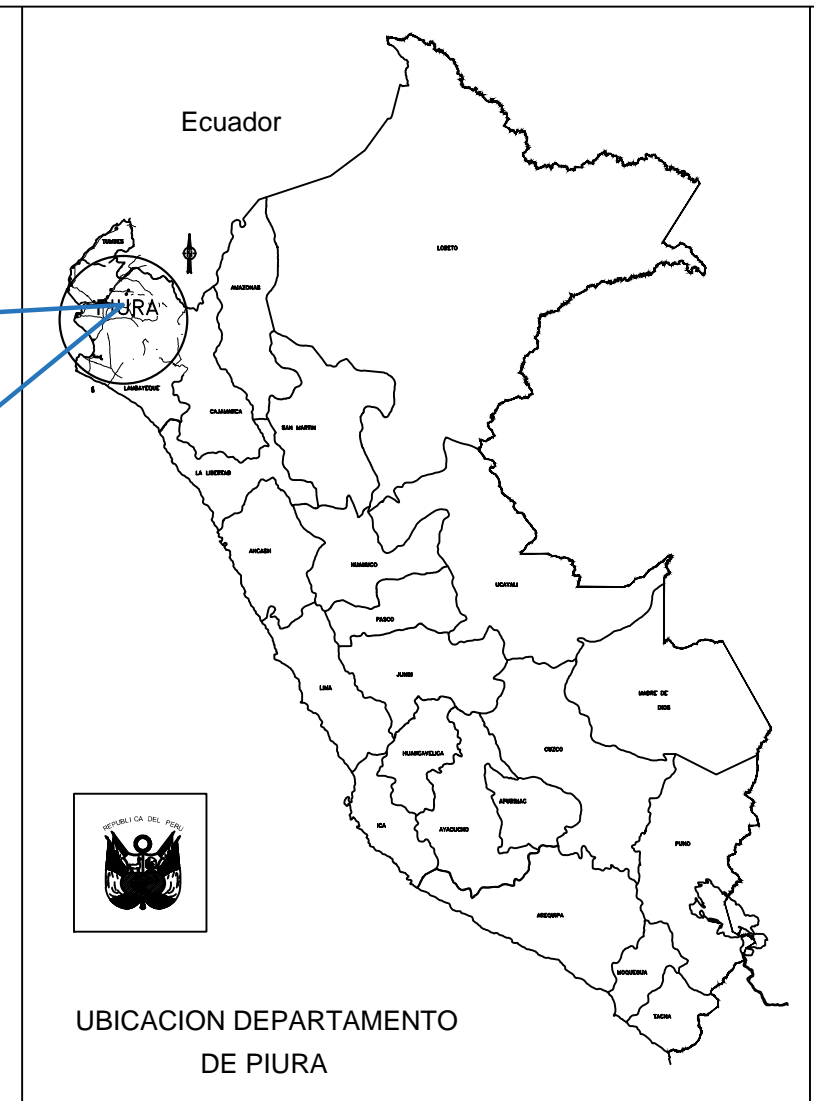 Ecuador
TUMBES
LORETO
AMAZONAS
PIURA
LAMBAYEQUE
CAJAMARCA
SAN MARTIN
LA LIBERTAD
ANCASH
HUANUCO
UCAYALI
PASCO
JUNIN
LIMA
MADRE DE
DIOS
HUANCAVELICA
CUZCO
APURIMAC
ICA
AYACUCHO
PUNO
REPUBLICA DEL PERU
AREQUIPA
MOQUEGUA
TACNA
UBICACION DEPARTAMENTO
DE PIURA